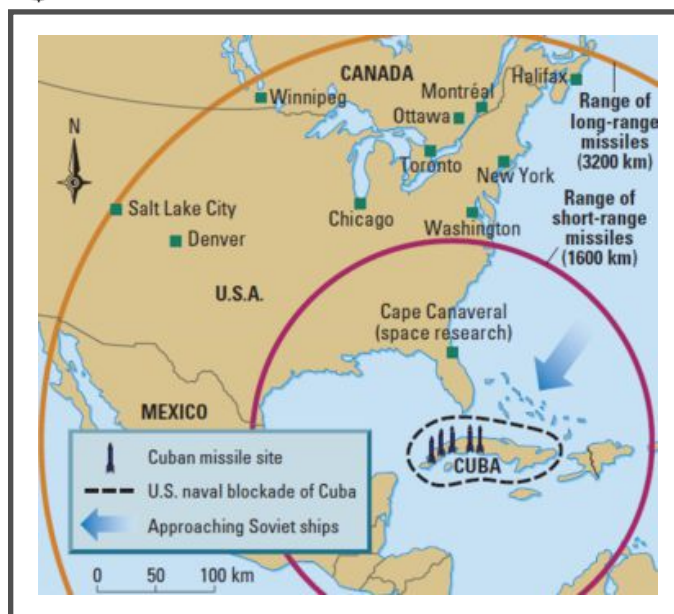 CANADA
Winnipeg
Montréal
Halifax
Ottawa
Range of
long-range
missiles
(3200 km)
N
Toronto
New York
Range of
short-range
missiles
(1600 km)
Salt Lake City
Chicago
Washington
Denver
U.S.A.
Cape Canaveral
(space research)
MEXICO
CUBA
Cuban missile site
U.S. naval blockade of Cuba
Approaching Soviet ships
0 50 100 km